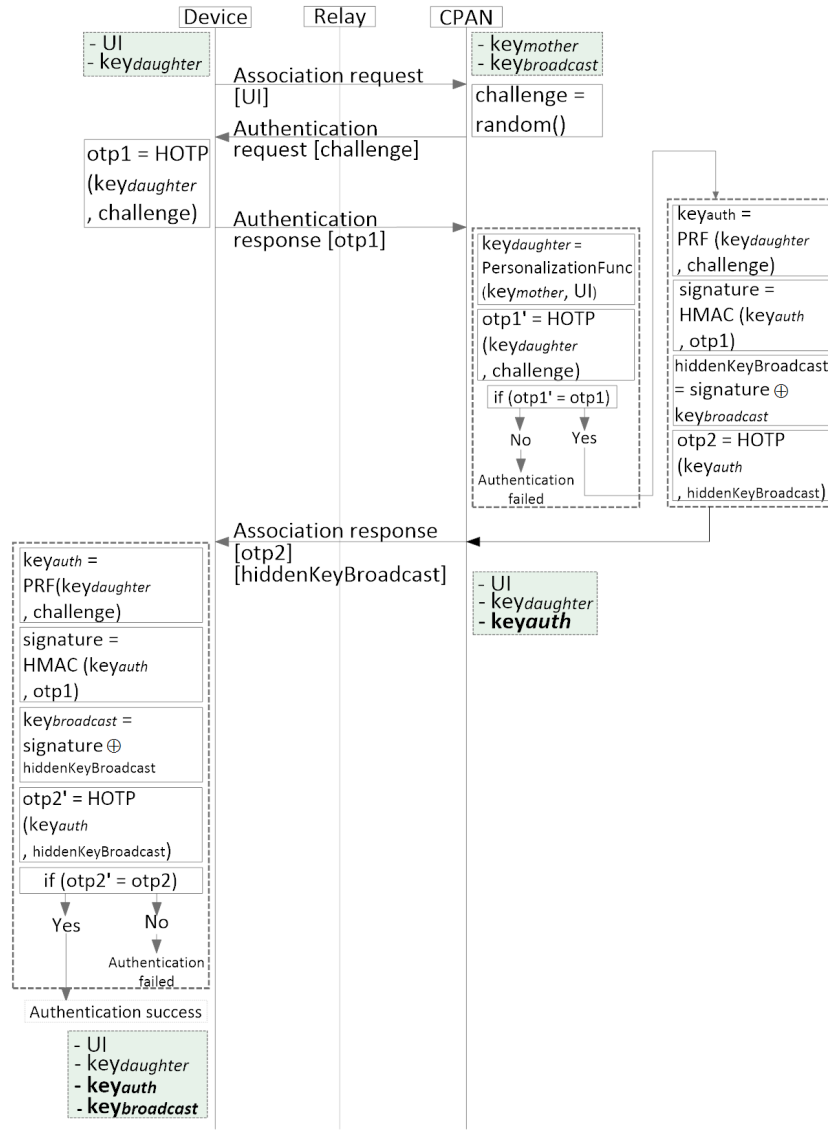 Device Relay CPAN
- UI
- keydaughter
- keymother
- keybroadcast
Association request
[UI]
challenge =
random()
Authentication
request [challenge]
otp1 = HOTP
(keydaughter
, challenge)
Authentication
response [otp1]
keydaughter =
PersonalizationFunc
(keymother, UI)
otp1' = HOTP
(keydaughter
, challenge)
if (otp1' = otp1)
No Yes
Authentication
failed
keyauth =
PRF (keydaughter
, challenge)
signature =
HMAC (keyauth
, otp1)
hiddenKeyBroadcast
= signature ⊕
keybroadcast
otp2 = HOTP
(keyauth
, hiddenKeyBroadcast)
Association response
[otp2]
[hiddenKeyBroadcast]
- UI
- keydaughter
- keyauth
keyauth =
PRF(keydaughter
, challenge)
signature =
HMAC (keyauth
, otp1)
keybroadcast =
signature ⊕
hiddenKeyBroadcast
otp2' = HOTP
(keyauth
, hiddenKeyBroadcast)
if (otp2' = otp2)
Yes No
Authentication
failed
Authentication success
- UI
- keydaughter
- keyauth
- keybroadcast